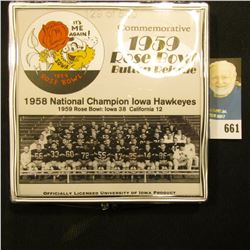 IT'S
ME
AGAIN!
1959
ROSE BOWL
Commemorative
1959
Rose Bowl
Button Reissue
1958 National Champion Iowa Hawkeyes
1959 Rose Bowl: Iowa 38 California 12
OFFICIALLY LICENSED UNIVERSITY OF IOWA PRODUCT
661